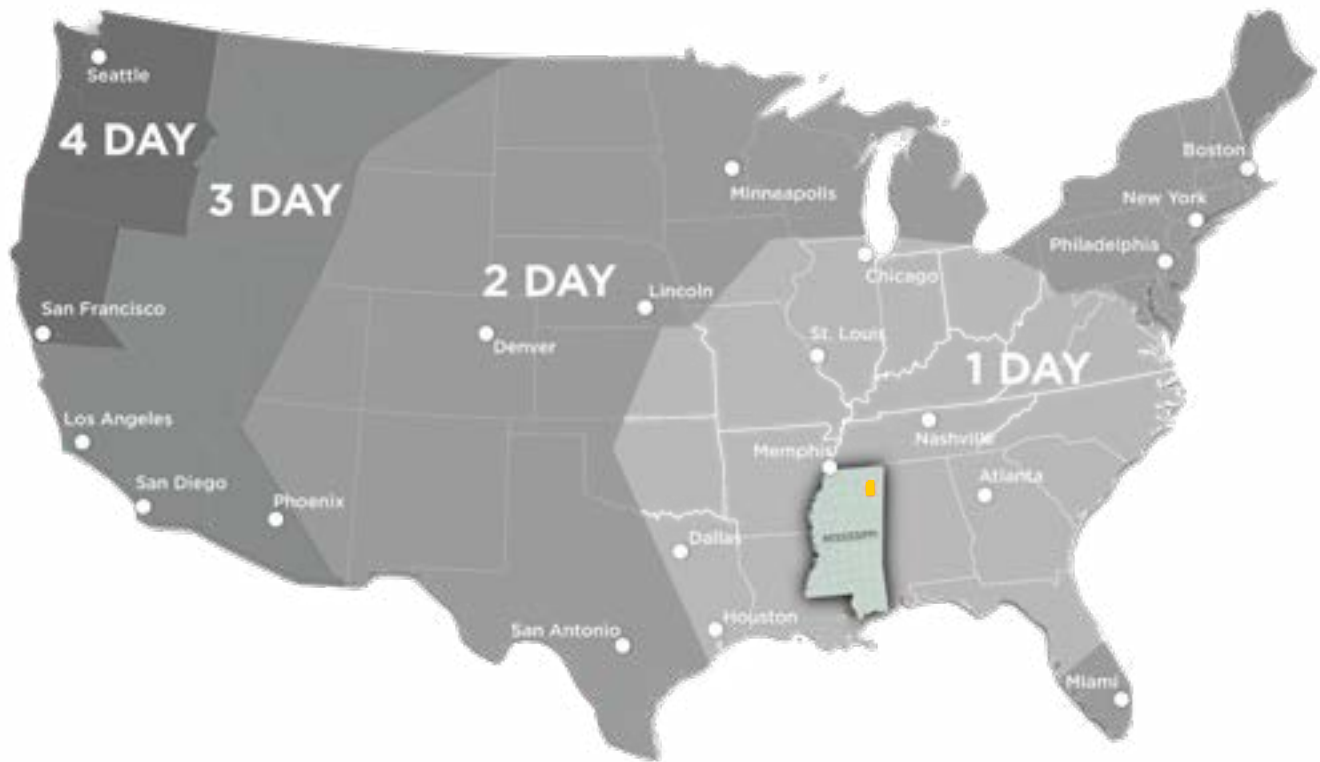 Seattle
4 DAY
Boston
3 DAY
Minneapolis
New York
Philadelphia
2 DAY
Chicago
Lincoln
San Francisco
St. Louis
Denver
1 DAY
Los Angeles
Nashville
Memphis
San Diego
Atlanta
Phoenix
MISSISSIPPI
Dallas
Houston
San Antonio
Miami